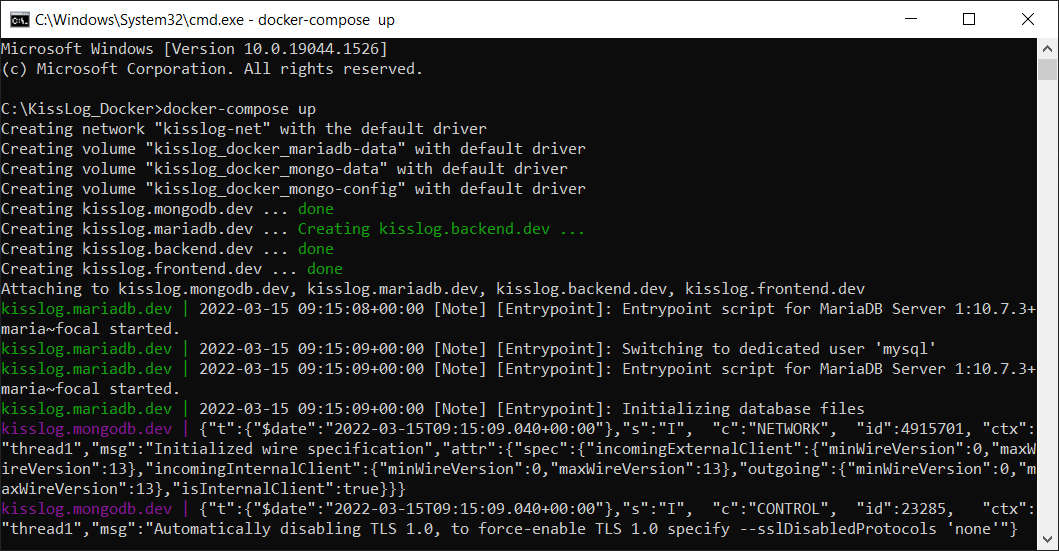 C:\Windows\System32\cmd.exe - docker-compose  up
Microsoft Windows [Version 10.0.19044.1526]
(c) Microsoft Corporation. All rights reserved.
C:\KissLog_Docker>docker-compose up
Creating network "kisslog-net" with the default driver
Creating volume "kisslog_docker_mariadb-data" with default driver
Creating volume "kisslog_docker_mongo-data" with default driver
Creating volume "kisslog_docker_mongo-config" with default driver
Creating kisslog.mongodb.dev ... done
Creating kisslog.mariadb.dev ... Creating kisslog.backend.dev ...
Creating kisslog.backend.dev ... done
Creating kisslog.frontend.dev ... done
Attaching to kisslog.mongodb.dev, kisslog.mariadb.dev, kisslog.backend.dev, kisslog.frontend.dev
kisslog.mariadb.dev | 2022-03-15 09:15:08+00:00 [Note] [Entrypoint]: Entrypoint script for MariaDB Server 1:10.7.3+
maria~focal started.
kisslog.mariadb.dev | 2022-03-15 09:15:09+00:00 [Note] [Entrypoint]: Switching to dedicated user 'mysql'
kisslog.mariadb.dev | 2022-03-15 09:15:09+00:00 [Note] [Entrypoint]: Entrypoint script for MariaDB Server 1:10.7.3+
maria~focal started.
kisslog.mariadb.dev | 2022-03-15 09:15:09+00:00 [Note] [Entrypoint]: Initializing database files
kisslog.mongodb.dev | {"t":{"$date":"2022-03-15T09:15:09.040+00:00"},"s":"I",  "c":"NETWORK",  "id":4915701, "ctx":
"thread1","msg":"Initialized wire specification","attr":{"spec":{"incomingExternalClient":{"minWireVersion":0,"maxW
ireVersion":13},"incomingInternalClient":{"minWireVersion":0,"maxWireVersion":13},"outgoing":{"minWireVersion":0,"m
axWireVersion":13},"isInternalClient":true}}}
kisslog.mongodb.dev | {"t":{"$date":"2022-03-15T09:15:09.040+00:00"},"s":"I",  "c":"CONTROL",  "id":23285,   "ctx":
"thread1","msg":"Automatically disabling TLS 1.0, to force-enable TLS 1.0 specify --sslDisabledProtocols 'none'"}